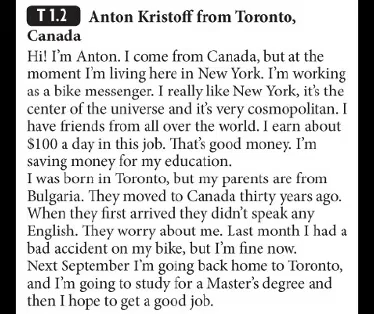 T 1.2 Anton Kristoff from Toronto,
Canada
Hi! I'm Anton. I come from Canada, but at the
moment I'm living here in New York. I'm working
as a bike messenger. I really like New York, it's the
center of the universe and it's very cosmopolitan. I
have friends from all over the world. I earn about
$100 a day in this job. That's good money. I'm
saving money for my education.
I was born in Toronto, but my parents are from
Bulgaria. They moved to Canada thirty years ago.
When they first arrived they didn't speak any
English. They worry about me. Last month I had a
bad accident on my bike, but I'm fine now.
Next September I'm going back home to Toronto,
and I'm going to study for a Master's degree and
then I hope to get a good job.